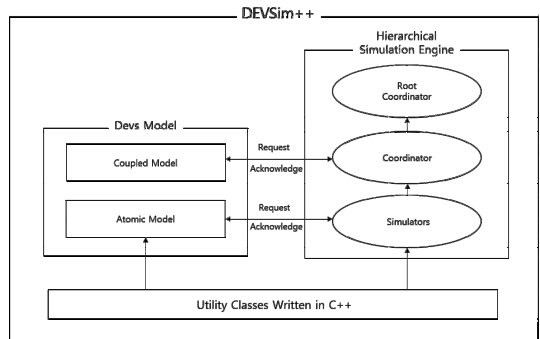 DEVSim++
Hierarchical
Simulation Engine
Root
Coordinator
Devs Model
Coupled Model
Request
Acknowledge
Coordinator
Atomic Model
Request
Acknowledge
Simulators
Utility Classes Written in C++